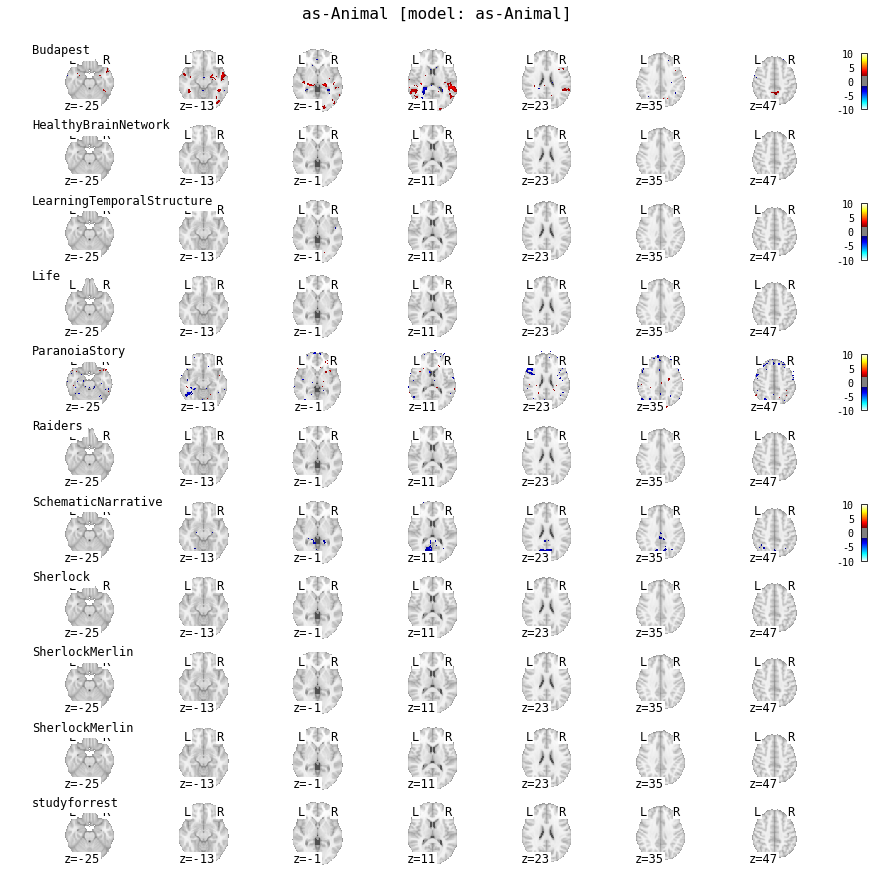 as-Animal [model: as-Animal]
Budapest
L R L R L R L R L R L R L R
z=-25 z=-13 z=-1 z=11 z=23 z=35 z=47
10
5
0
-5
-10
HealthyBrainNetwork
L R L R L R L R L R L R L R
z=-25 z=-13 z=-1 z=11 z=23 z=35 z=47
LearningTemporalStructure
L R L R L R L R L R L R L R
z=-25 z=-13 z=-1 z=11 z=23 z=35 z=47
10
5
0
-5
-10
Life
L R L R L R L R L R L R L R
z=-25 z=-13 z=-1 z=11 z=23 z=35 z=47
ParanoiaStory
L R L R L R L R L R L R L R
z=-25 z=-13 z=-1 z=11 z=23 z=35 z=47
10
5
0
-5
-10
Raiders
L R L R L R L R L R L R L R
z=-25 z=-13 z=-1 z=11 z=23 z=35 z=47
SchematicNarrative
L R L R L R L R L R L R L R
z=-25 z=-13 z=-1 z=11 z=23 z=35 z=47
10
5
0
-5
-10
Sherlock
L R L R L R L R L R L R L R
z=-25 z=-13 z=-1 z=11 z=23 z=35 z=47
SherlockMerlin
L R L R L R L R L R L R L R
z=-25 z=-13 z=-1 z=11 z=23 z=35 z=47
SherlockMerlin
L R L R L R L R L R L R L R
z=-25 z=-13 z=-1 z=11 z=23 z=35 z=47
studyforrest
L R L R L R L R L R L R L R
z=-25 z=-13 z=-1 z=11 z=23 z=35 z=47